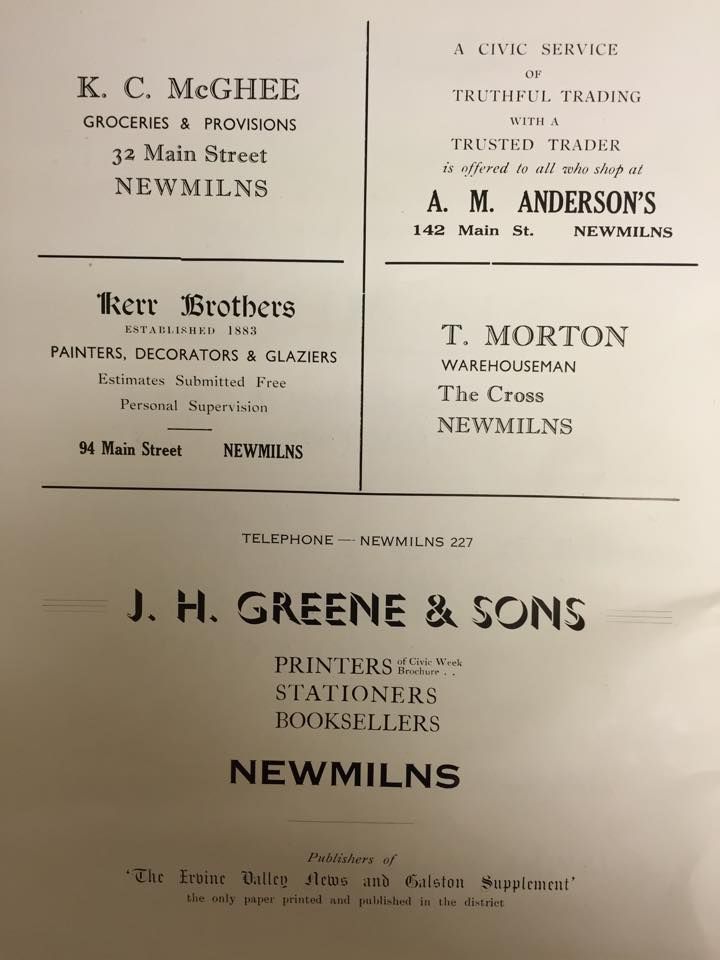 K. C. McGHEE
GROCERIES & PROVISIONS
32 Main Street
NEWMILNS
A CIVIC SERVICE
OF
TRUTHFUL TRADING
WITH A
TRUSTED TRADER
is offered to all who shop at
A. M. ANDERSON'S
142 Main St. NEWMILNS
Kerr Brothers
ESTABLISHED 1883
PAINTERS, DECORATORS & GLAZIERS
Estimates Submitted Free
Personal Supervision
94 Main Street NEWMILNS
T. MORTON
WAREHOUSEMAN
The Cross
NEWMILNS
TELEPHONE — NEWMILNS 227
J. H. GREENE & SONS
PRINTERS of Civic Week Brochure . .
STATIONERS
BOOKSELLERS
NEWMILNS
Publishers of
'The Irvine Valley News and Galston Supplement'
the only paper printed and published in the district